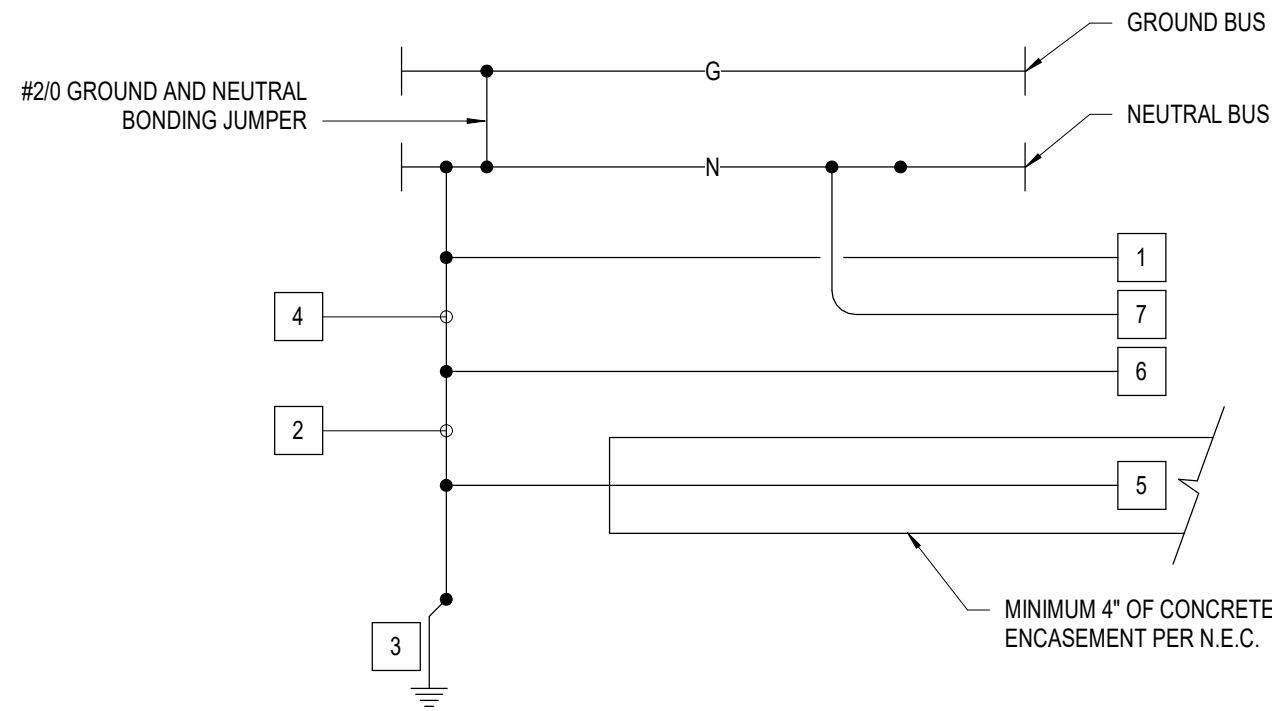 GROUND BUS
#2/0 GROUND AND NEUTRAL
BONDING JUMPER
G
NEUTRAL BUS
N
1
4
7
6
2
5
MINIMUM 4" OF CONCRETE
ENCASEMENT PER N.E.C.
3